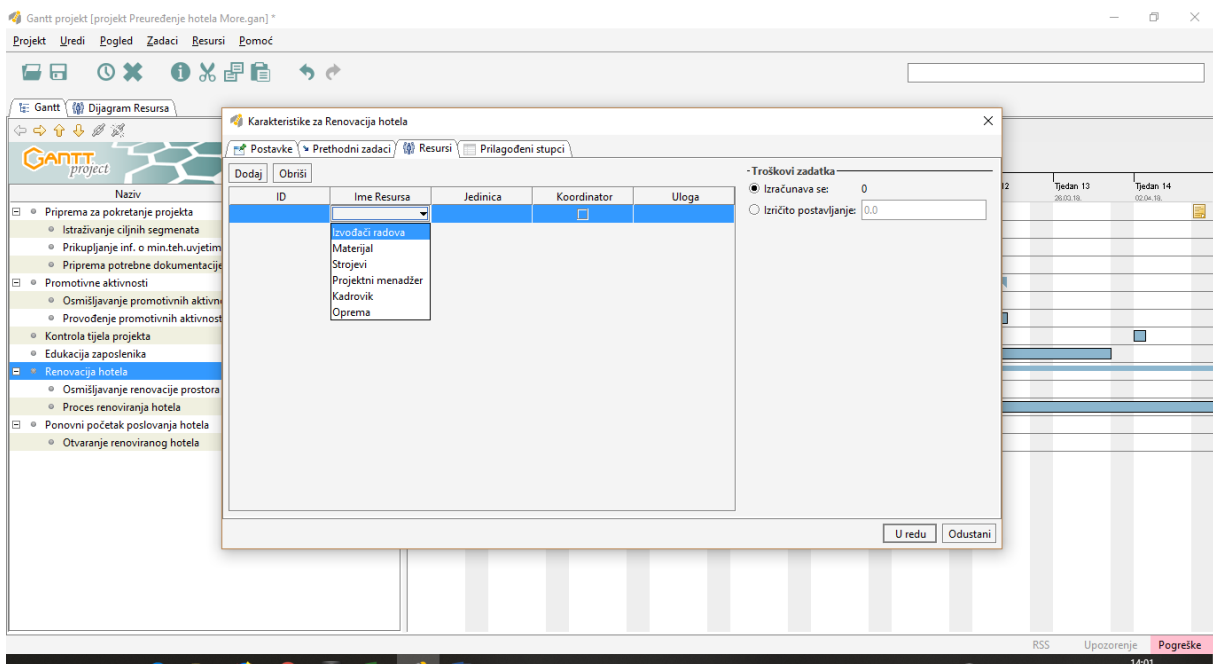 Gantt projekt [projekt Preuređenje hotela More.gan] *
Projekt Uredi Pogled Zadaci Resursi Pomoć
Gantt Dijagram Resursa
GANTT project
Naziv
Priprema za pokretanje projekta
Istraživanje ciljnih segmenata
Prikupljanje inf. o min.teh.uvjetim
Priprema potrebne dokumentacije
Promotivne aktivnosti
Osmišljavanje promotivnih aktivn
Provođenje promotivnih aktivnost
Kontrola tijela projekta
Edukacija zaposlenika
Renovacija hotela
Osmišljavanje renovacije prostora
Proces renoviranja hotela
Ponovni početak poslovanja hotela
Otvaranje renoviranog hotela
Karakteristike za Renovacija hotela
Postavke Prethodni zadaci Resursi Prilagođeni stupci
Dodaj Obriši
ID Ime Resursa Jedinica Koordinator Uloga
Izvođači radova
Materijal
Strojevi
Projektni menadžer
Kadrovik
Oprema
Troškovi zadatka
Izračunava se: 0
Izričito postavljanje: 0.0
U redu Odustani
12 Tjedan 13 Tjedan 14
26.03.18. 02.04.18.
RSS Upozorenje Pogreške
14:01